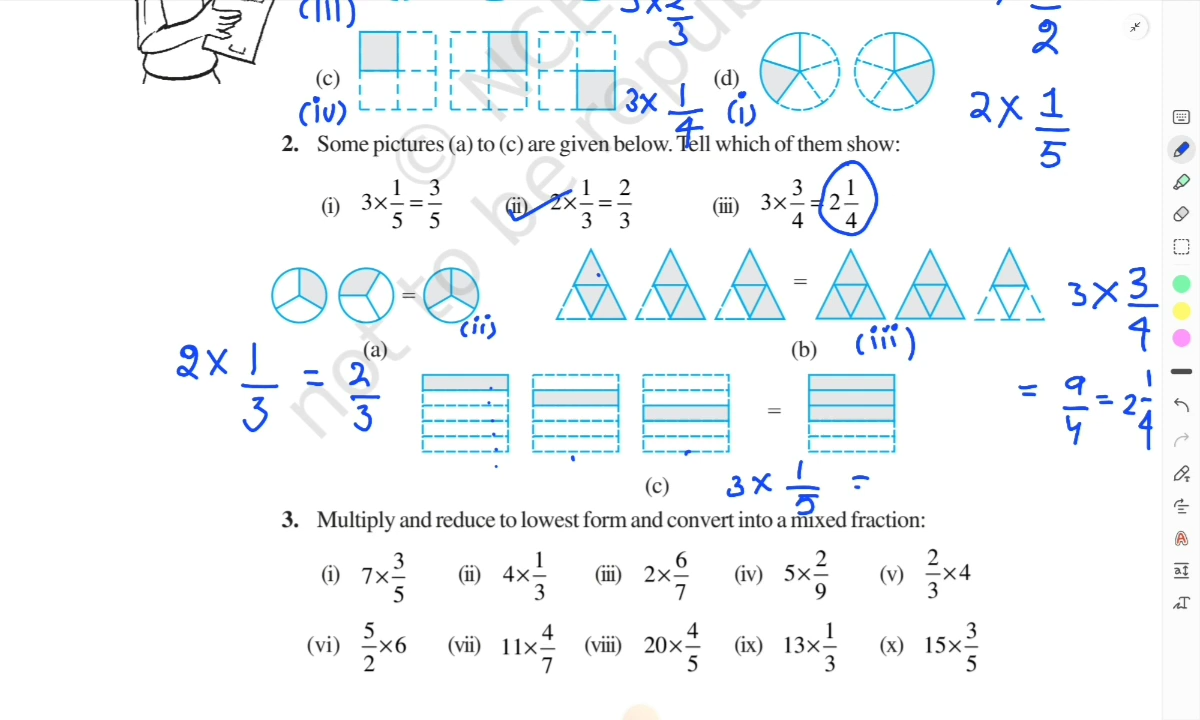 (iii) 3 × 2/3 2
(c) (d)
(iv) 3× 1/4 (i) 2 × 1/5
2. Some pictures (a) to (c) are given below. Tell which of them show:
(i) 3× 1/5 = 3/5 (ii) 2× 1/3 = 2/3 (iii) 3× 3/4 = 2 1/4
= = 3 × 3/4
(ii) (iii)
(a) (b)
2 × 1/3 = 2/3 = 9/4 = 2 1/4
=
(c) 3 × 1/5 =
3. Multiply and reduce to lowest form and convert into a mixed fraction:
(i) 7× 3/5 (ii) 4× 1/3 (iii) 2× 6/7 (iv) 5× 2/9 (v) 2/3 ×4
(vi) 5/2 ×6 (vii) 11× 4/7 (viii) 20× 4/5 (ix) 13× 1/3 (x) 15× 3/5
© NCE
not to be repub